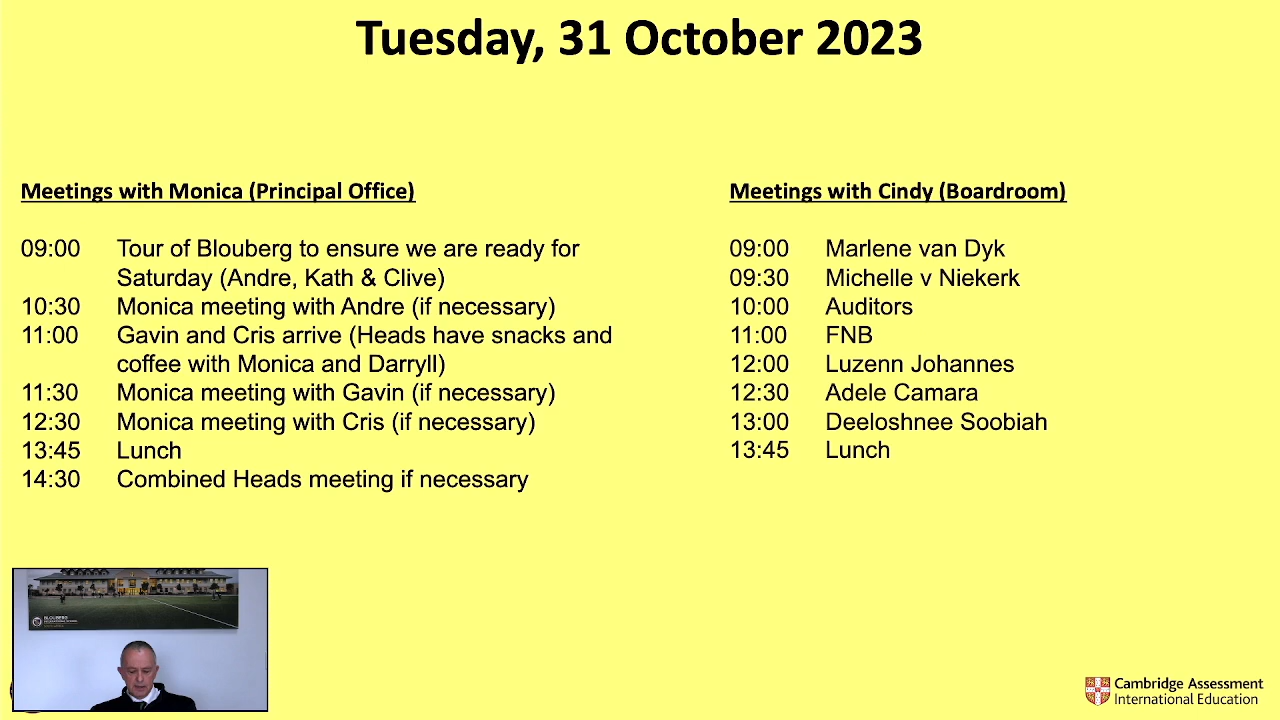 Tuesday, 31 October 2023
Meetings with Monica (Principal Office)
09:00 Tour of Blouberg to ensure we are ready for
Saturday (Andre, Kath & Clive)
10:30 Monica meeting with Andre (if necessary)
11:00 Gavin and Cris arrive (Heads have snacks and
coffee with Monica and Darryll)
11:30 Monica meeting with Gavin (if necessary)
12:30 Monica meeting with Cris (if necessary)
13:45 Lunch
14:30 Combined Heads meeting if necessary
Meetings with Cindy (Boardroom)
09:00 Marlene van Dyk
09:30 Michelle v Niekerk
10:00 Auditors
11:00 FNB
12:00 Luzenn Johannes
12:30 Adele Camara
13:00 Deeloshnee Soobiah
13:45 Lunch
BLOUBERG
Cambridge Assessment
International Education